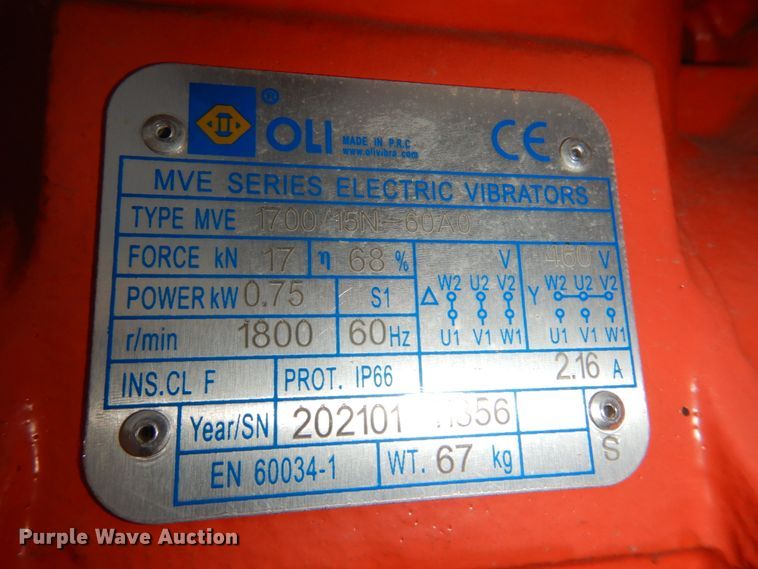 ® OLI MADE IN P.R.C
www.olivibra.com
CE
MVE SERIES ELECTRIC VIBRATORS
TYPE MVE 1700/15N-60A0
FORCE kN 17 η 68 % V 460 V
POWER kW 0.75 S1 Δ W2 U2 V2 Y W2 U2 V2
r/min 1800 60 Hz U1 V1 W1 U1 V1 W1
INS.CL F PROT. IP66 2.16 A
Year/SN 202101
EN 60034-1 WT. 67 kg S
Purple Wave Auction